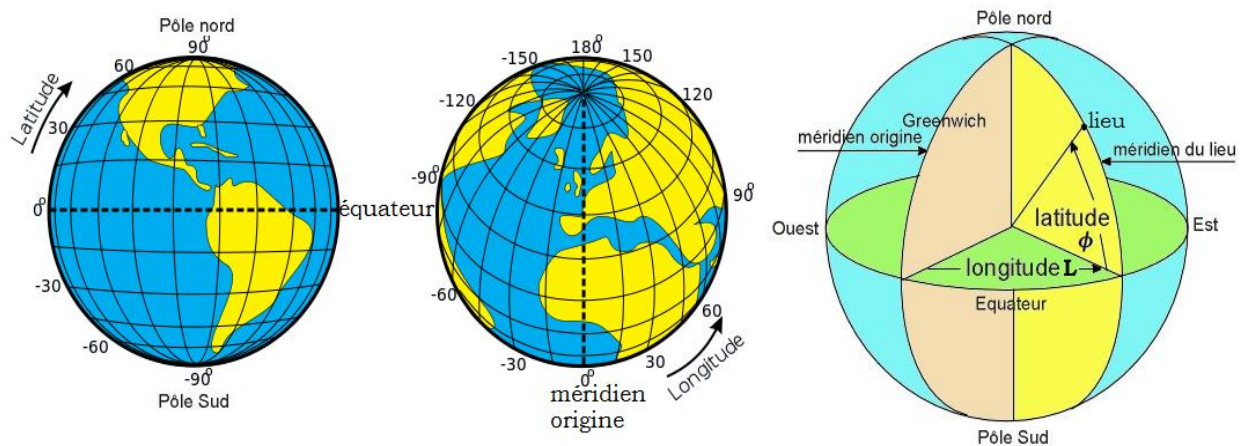 Pôle nord
90°
60
Latitude
30
0°
équateur
-30
-60
-90°
Pôle Sud
180°
-150
150
-120
120
-90°
90°
-60
60
-30
30
0°
Longitude
méridien
origine
Pôle nord
Greenwich
lieu
méridien origine
méridien du lieu
Ouest
Est
latitude
ϕ
longitude L
Equateur
Pôle Sud